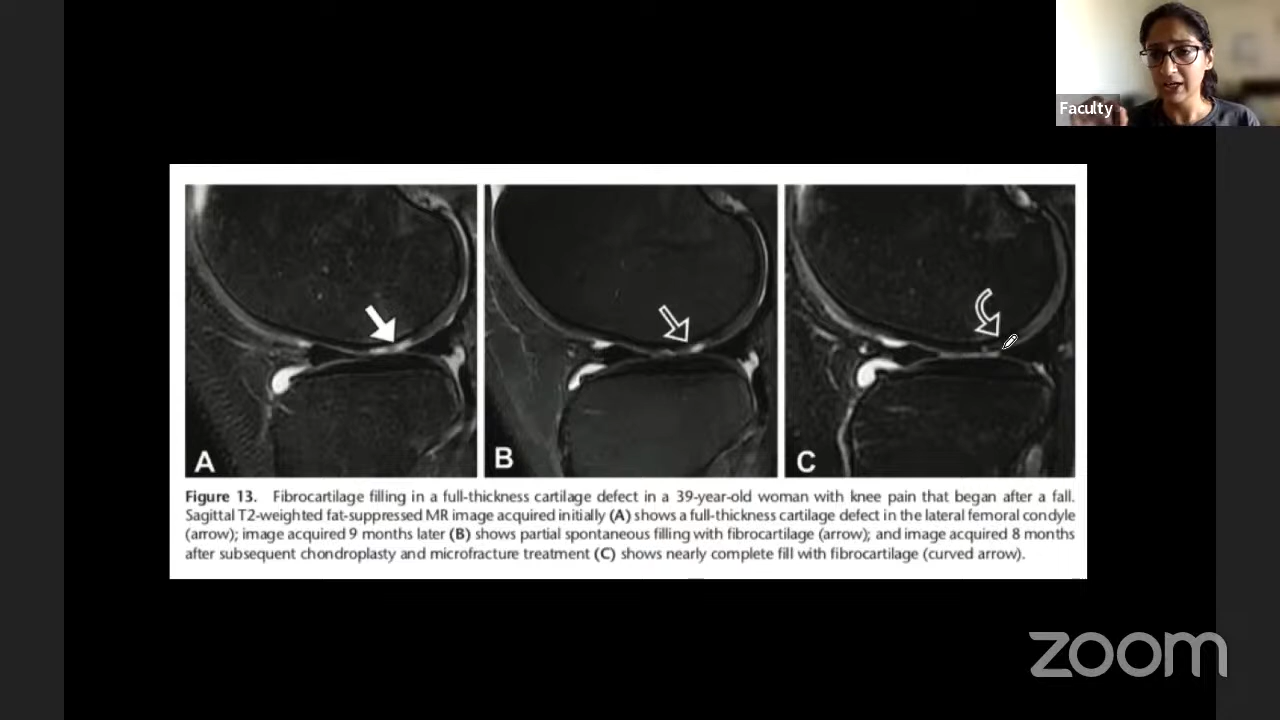 Faculty
A
B
C
Figure 13. Fibrocartilage filling in a full-thickness cartilage defect in a 39-year-old woman with knee pain that began after a fall.
Sagittal T2-weighted fat-suppressed MR image acquired initially (A) shows a full-thickness cartilage defect in the lateral femoral condyle
(arrow); image acquired 9 months later (B) shows partial spontaneous filling with fibrocartilage (arrow); and image acquired 8 months
after subsequent chondroplasty and microfracture treatment (C) shows nearly complete fill with fibrocartilage (curved arrow).
zoom